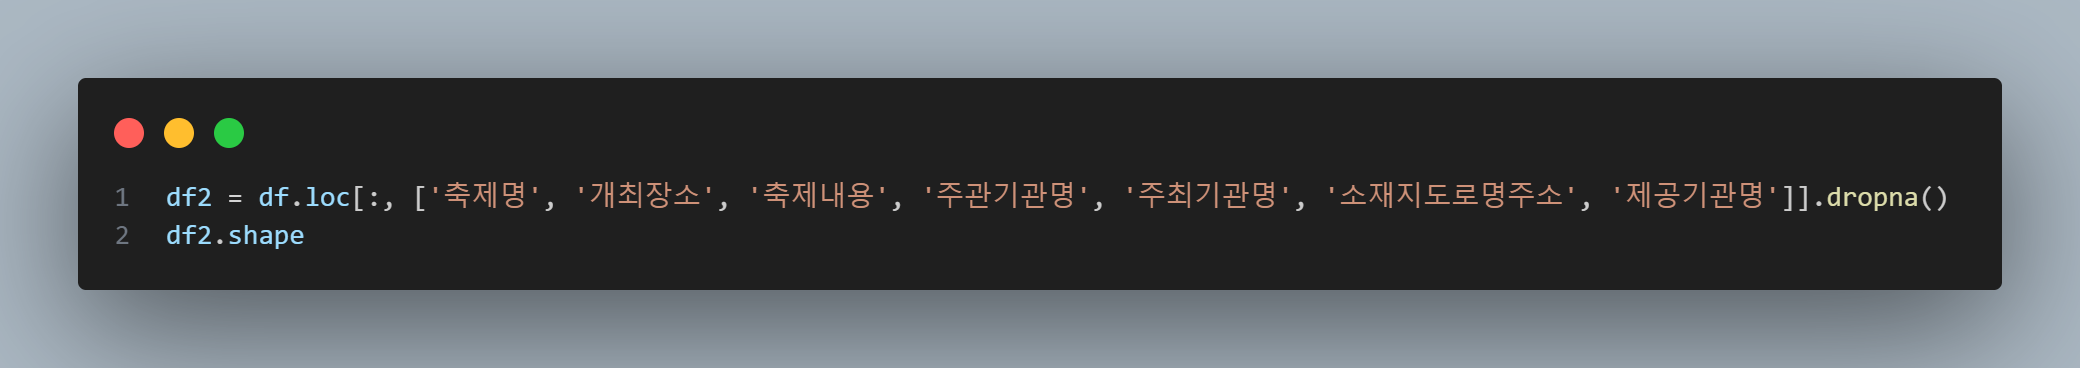 1 df2 = df.loc[:, ['축제명', '개최장소', '축제내용', '주관기관명', '주최기관명', '소재지도로명주소', '제공기관명']].dropna()
2 df2.shape